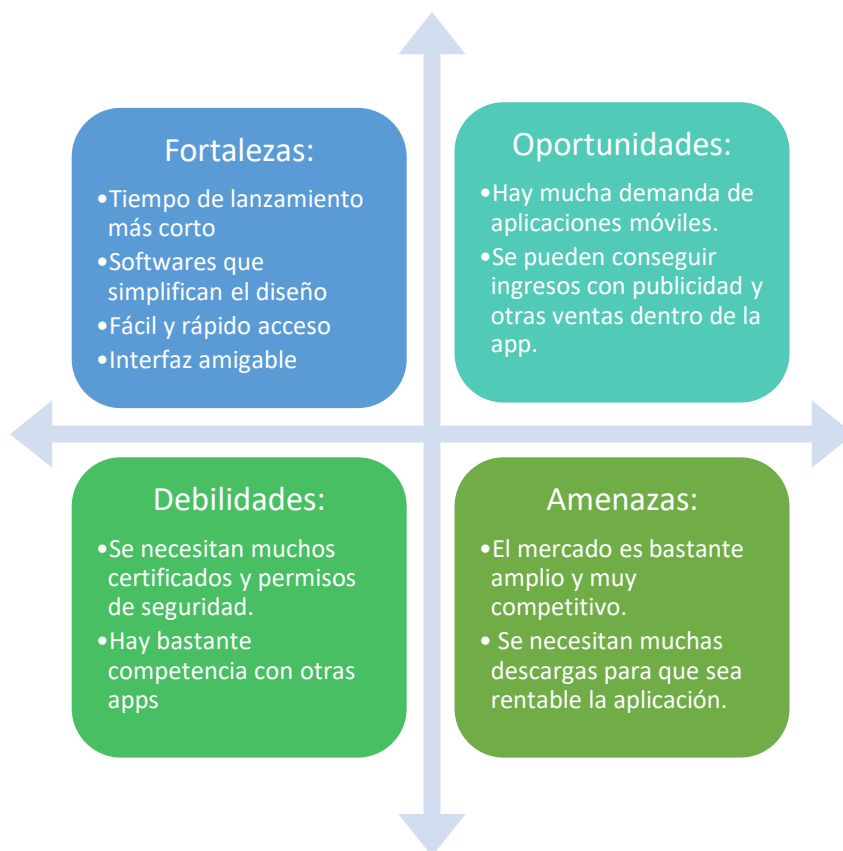 Fortalezas:
•Tiempo de lanzamiento
más corto
•Softwares que
simplifican el diseño
•Fácil y rápido acceso
•Interfaz amigable
Oportunidades:
•Hay mucha demanda de
aplicaciones móviles.
•Se pueden conseguir
ingresos con publicidad y
otras ventas dentro de la
app.
Debilidades:
•Se necesitan muchos
certificados y permisos
de seguridad.
•Hay bastante
competencia con otras
apps
Amenazas:
•El mercado es bastante
amplio y muy
competitivo.
• Se necesitan muchas
descargas para que sea
rentable la aplicación.